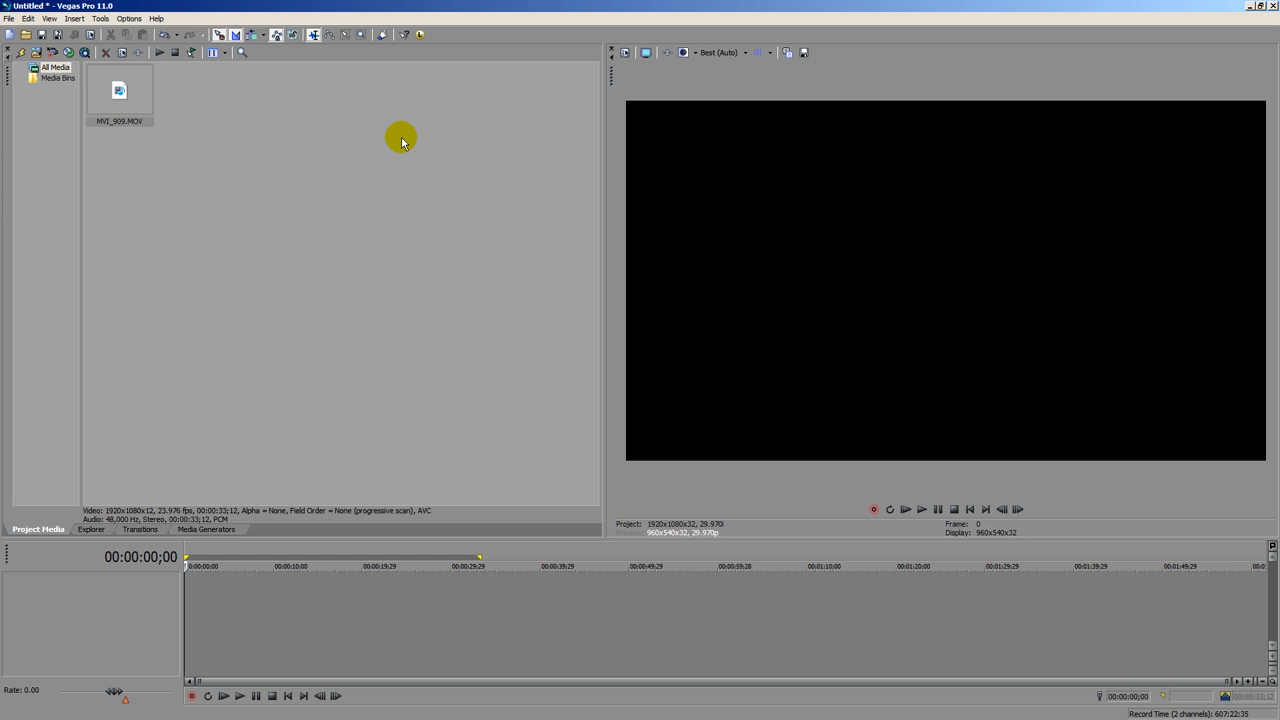 Untitled * - Vegas Pro 11.0
File Edit View Insert Tools Options Help
Best (Auto)
All Media
Media Bins
MVI_909.MOV
Video: 1920x1080x12, 23.976 fps, 00:00:33;12, Alpha = None, Field Order = None (progressive scan), AVC
Audio: 48,000 Hz, Stereo, 00:00:33;12, PCM
Project Media Explorer Transitions Media Generators
Project: 1920x1080x32, 29.970i Frame: 0
Preview: 960x540x32, 29.970p Display: 960x540x32
00:00:00;00
0:00:00;00 00:00:10;00 00:00:19;29 00:00:29;29 00:00:39;29 00:00:49;29 00:00:59;28 00:01:10;00 00:01:20;00 00:01:29;29 00:01:39;29 00:01:49;29 00:0
Rate: 0.00
00:00:00;00 00:00:33;12
Record Time (2 channels): 607:22:35